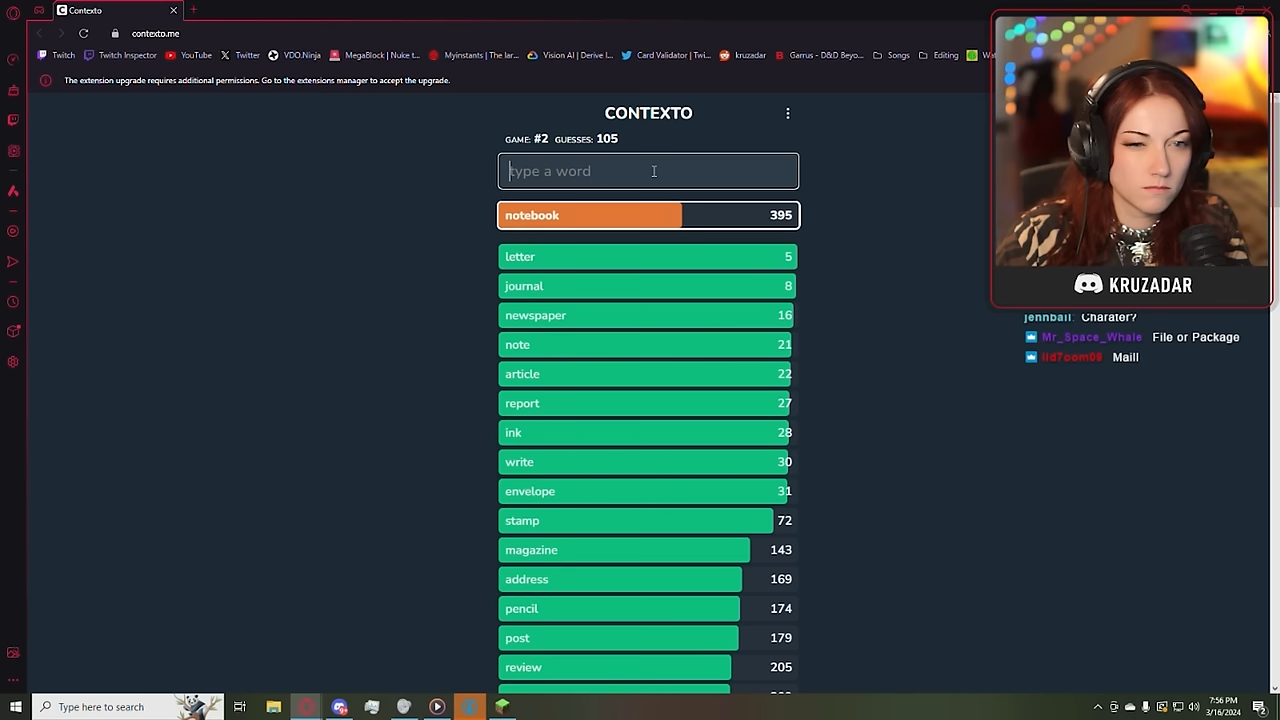 Contexto
contexto.me
Twitch
Twitch Inspector
YouTube
Twitter
VDO.Ninja
MegaBlock | Nuke t...
Myinstants | The lar...
Vision AI | Derive I...
Card Validator | Twi...
kruzadar
Garrus - D&D Beyo...
Songs
Editing
The extension upgrade requires additional permissions. Go to the extensions manager to accept the upgrade.
CONTEXTO
GAME: #2 GUESSES: 105
type a word
notebook 395
letter 5
journal 8
newspaper 16
note 21
article 22
report 27
ink 28
write 30
envelope 31
stamp 72
magazine 143
address 169
pencil 174
post 179
review 205
KRUZADAR
jennball: Charater?
Mr_Space_Whale File or Package
Maill
Type here to search
7:56 PM
3/16/2024